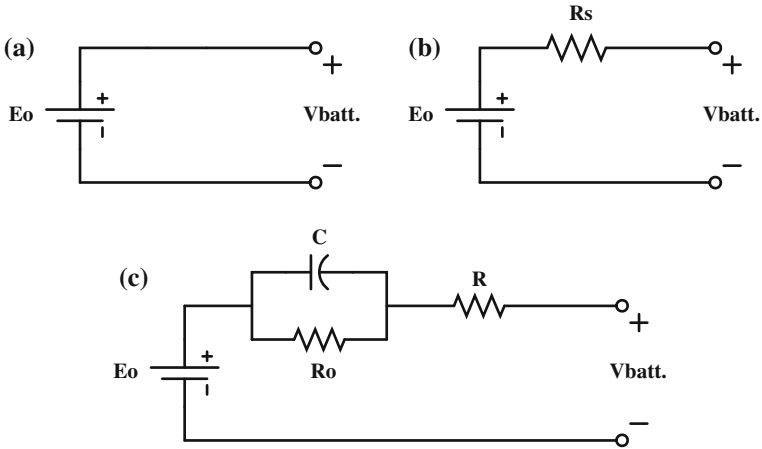 (a)
Eo
+
+
Vbatt.
−
(b)
Rs
Eo
+
+
Vbatt.
−
(c)
C
Ro
R
Eo
+
+
Vbatt.
−